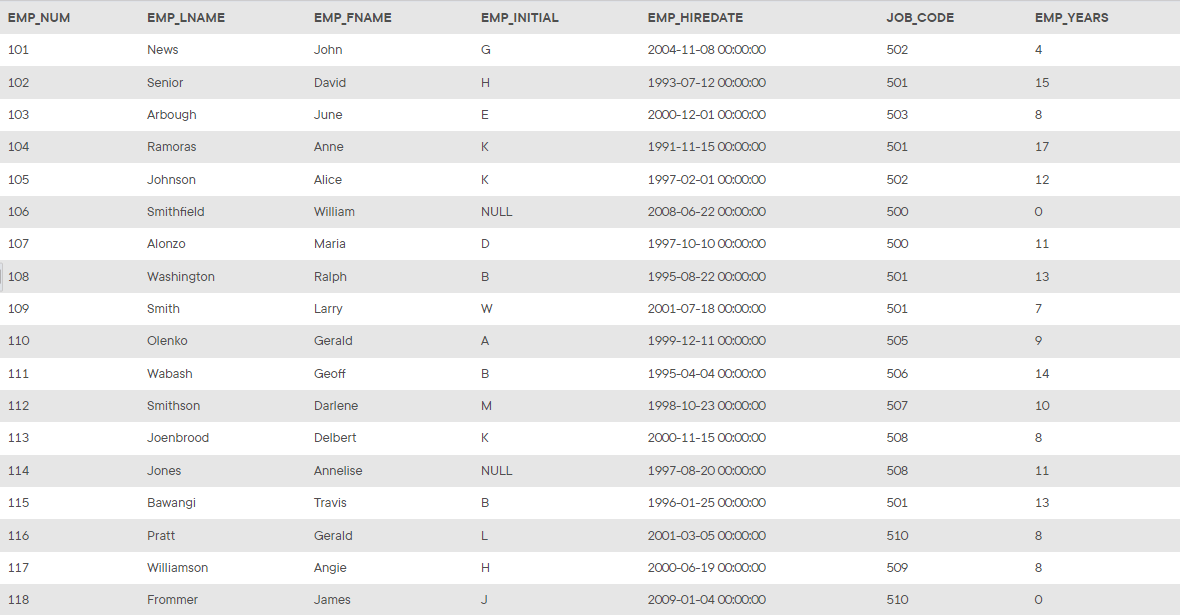 EMP_NUM EMP_LNAME EMP_FNAME EMP_INITIAL EMP_HIREDATE JOB_CODE EMP_YEARS
101 News John G 2004-11-08 00:00:00 502 4
102 Senior David H 1993-07-12 00:00:00 501 15
103 Arbough June E 2000-12-01 00:00:00 503 8
104 Ramoras Anne K 1991-11-15 00:00:00 501 17
105 Johnson Alice K 1997-02-01 00:00:00 502 12
106 Smithfield William NULL 2008-06-22 00:00:00 500 0
107 Alonzo Maria D 1997-10-10 00:00:00 500 11
108 Washington Ralph B 1995-08-22 00:00:00 501 13
109 Smith Larry W 2001-07-18 00:00:00 501 7
110 Olenko Gerald A 1999-12-11 00:00:00 505 9
111 Wabash Geoff B 1995-04-04 00:00:00 506 14
112 Smithson Darlene M 1998-10-23 00:00:00 507 10
113 Joenbrood Delbert K 2000-11-15 00:00:00 508 8
114 Jones Annelise NULL 1997-08-20 00:00:00 508 11
115 Bawangi Travis B 1996-01-25 00:00:00 501 13
116 Pratt Gerald L 2001-03-05 00:00:00 510 8
117 Williamson Angie H 2000-06-19 00:00:00 509 8
118 Frommer James J 2009-01-04 00:00:00 510 0